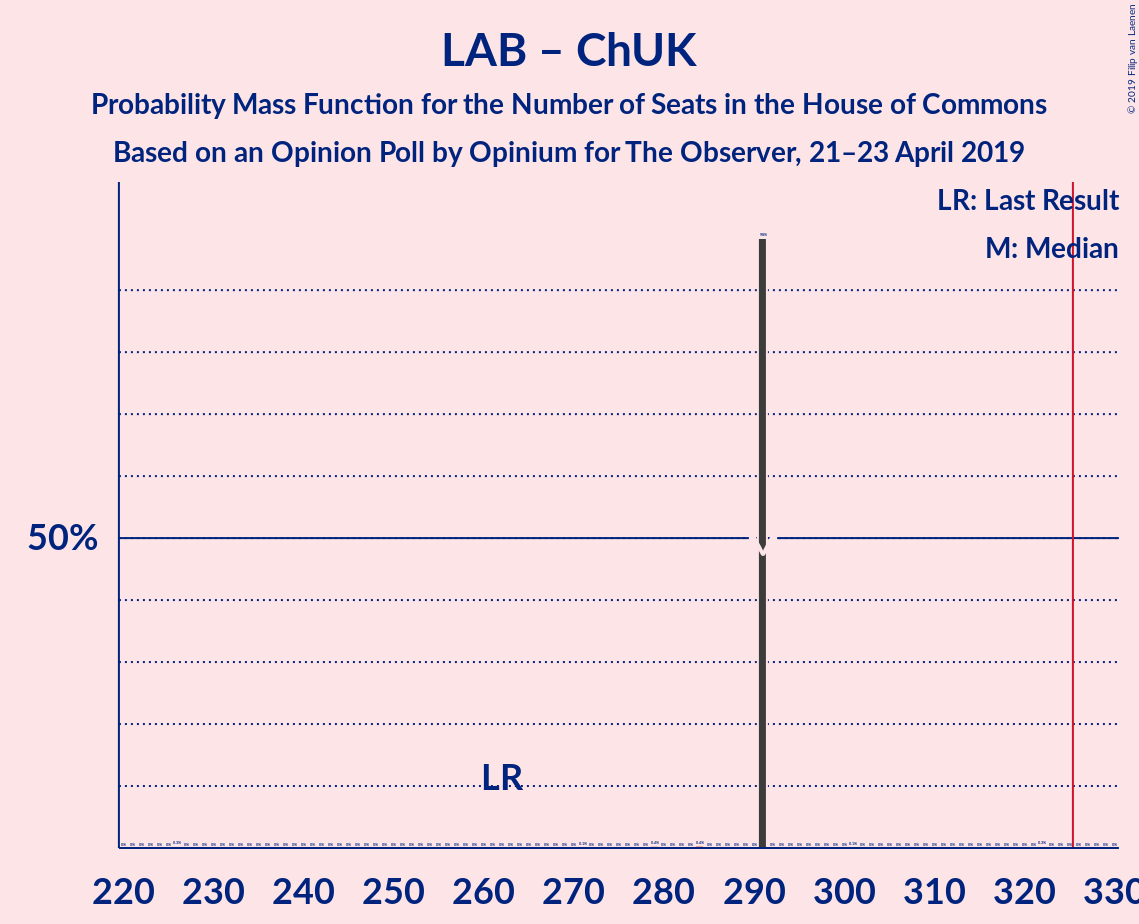 LAB – ChUK
Probability Mass Function for the Number of Seats in the House of Commons
Based on an Opinion Poll by Opinium for The Observer, 21–23 April 2019
© 2019 Filip van Laenen
LR: Last Result
M: Median
50%
LR
220 230 240 250 260 270 280 290 300 310 320 330